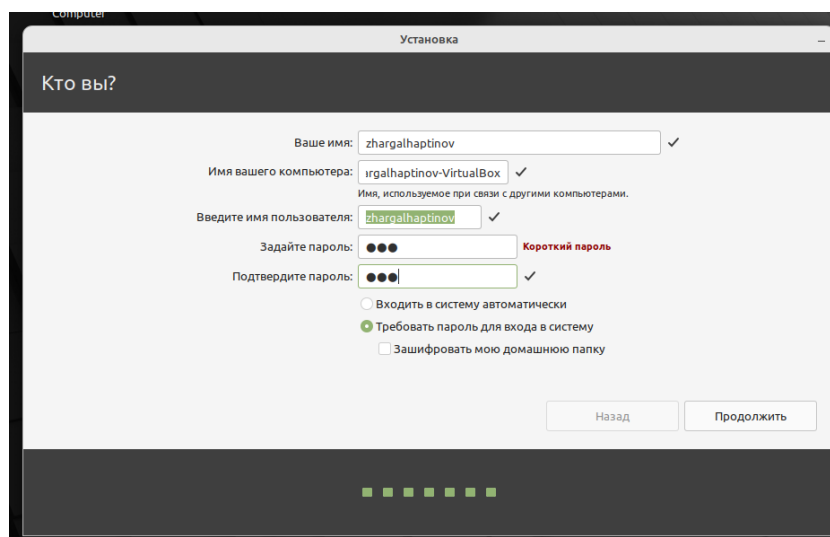 Computer
Установка
Кто вы?
Ваше имя: zhargalhaptinov
Имя вашего компьютера: argalhaptinov-VirtualBox
Имя, используемое при связи с другими компьютерами.
Введите имя пользователя: zhargalhaptinov
Задайте пароль: ●●● Короткий пароль
Подтвердите пароль: ●●●
Входить в систему автоматически
Требовать пароль для входа в систему
Зашифровать мою домашнюю папку
Назад Продолжить